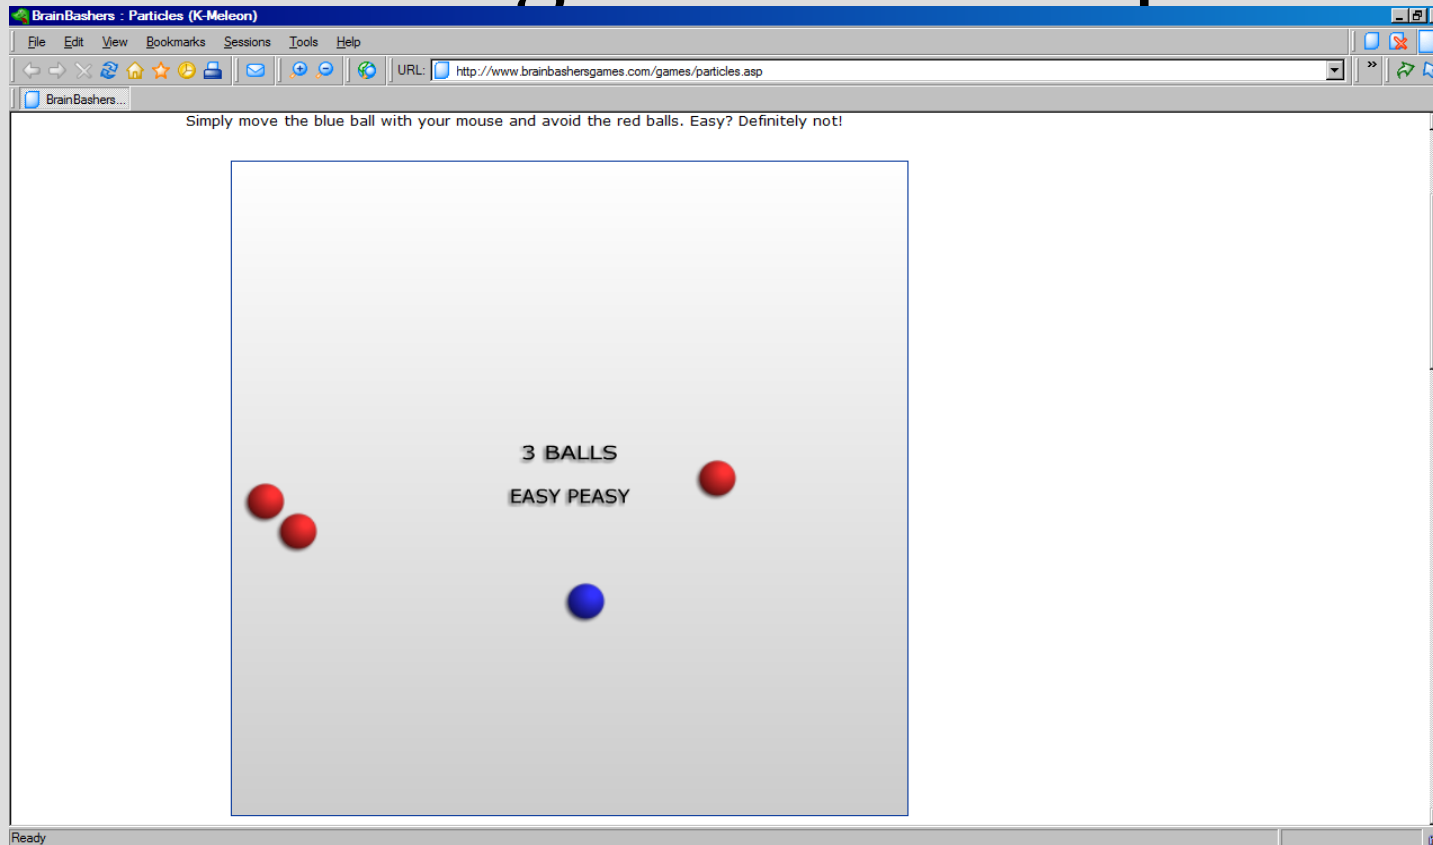 BrainBashers : Particles (K-Meleon)
File Edit View Bookmarks Sessions Tools Help
URL: http://www.brainbashersgames.com/games/particles.asp »
BrainBashers...
Simply move the blue ball with your mouse and avoid the red balls. Easy? Definitely not!
3 BALLS
EASY PEASY
Ready